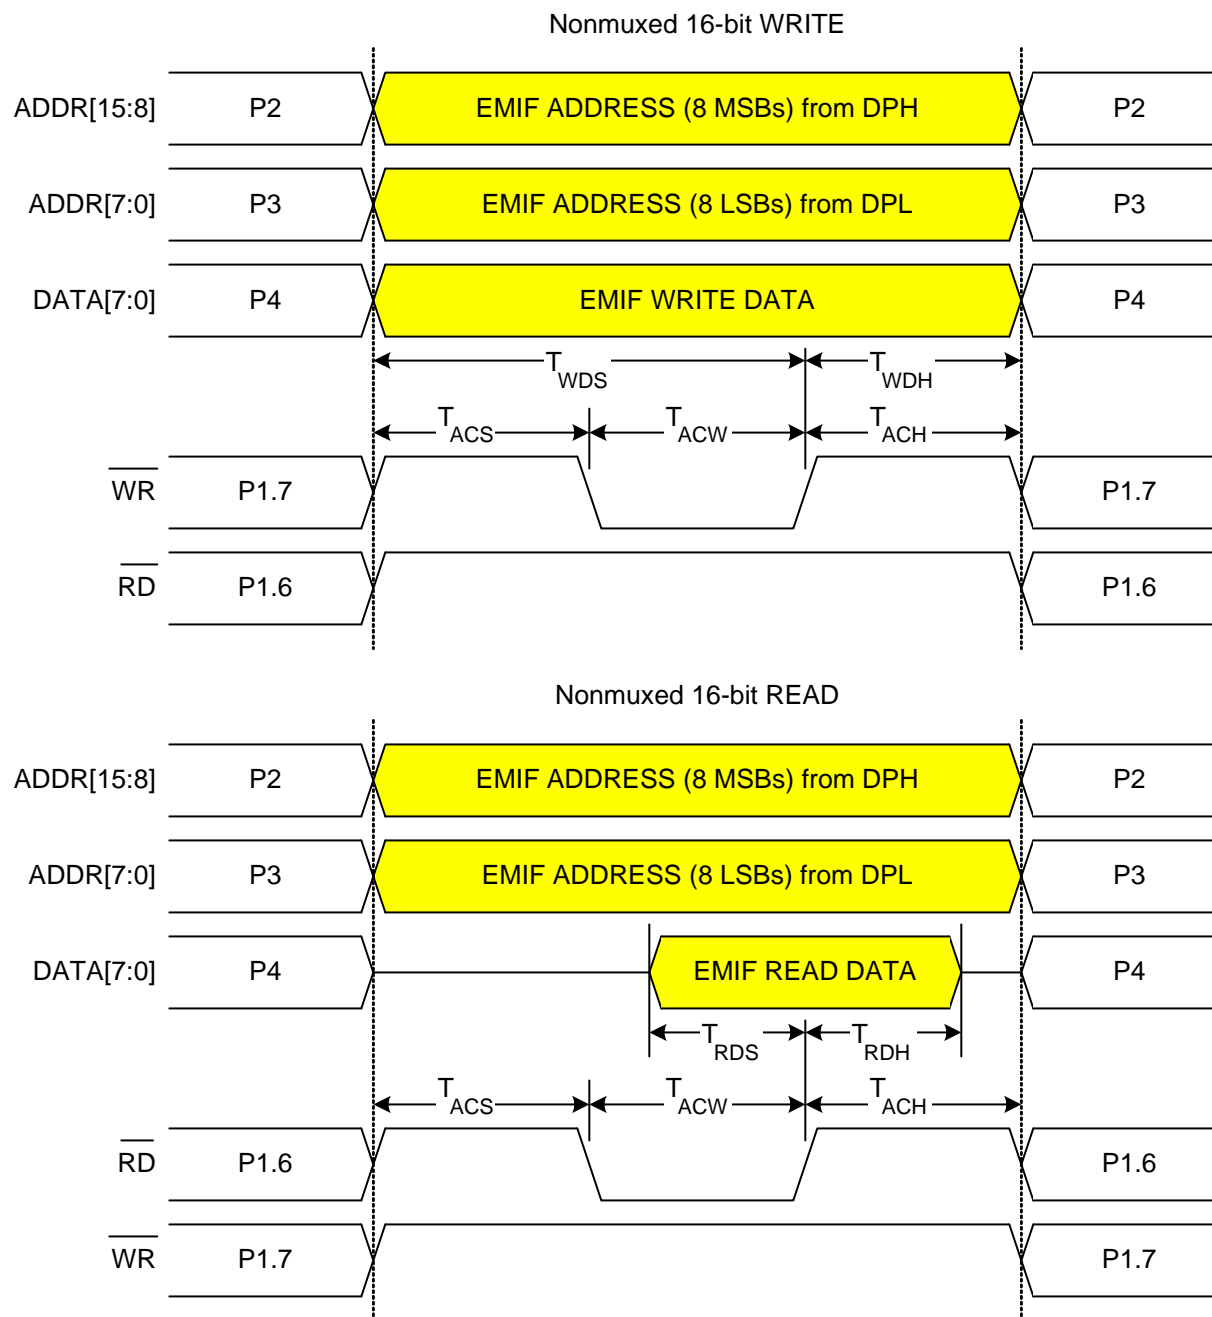 Nonmuxed 16-bit WRITE
ADDR[15:8] P2 EMIF ADDRESS (8 MSBs) from DPH P2
ADDR[7:0] P3 EMIF ADDRESS (8 LSBs) from DPL P3
DATA[7:0] P4 EMIF WRITE DATA P4
TWDS TWDH
TACS TACW TACH
WR P1.7 P1.7
RD P1.6 P1.6
Nonmuxed 16-bit READ
ADDR[15:8] P2 EMIF ADDRESS (8 MSBs) from DPH P2
ADDR[7:0] P3 EMIF ADDRESS (8 LSBs) from DPL P3
DATA[7:0] P4 EMIF READ DATA P4
TRDS TRDH
TACS TACW TACH
RD P1.6 P1.6
WR P1.7 P1.7